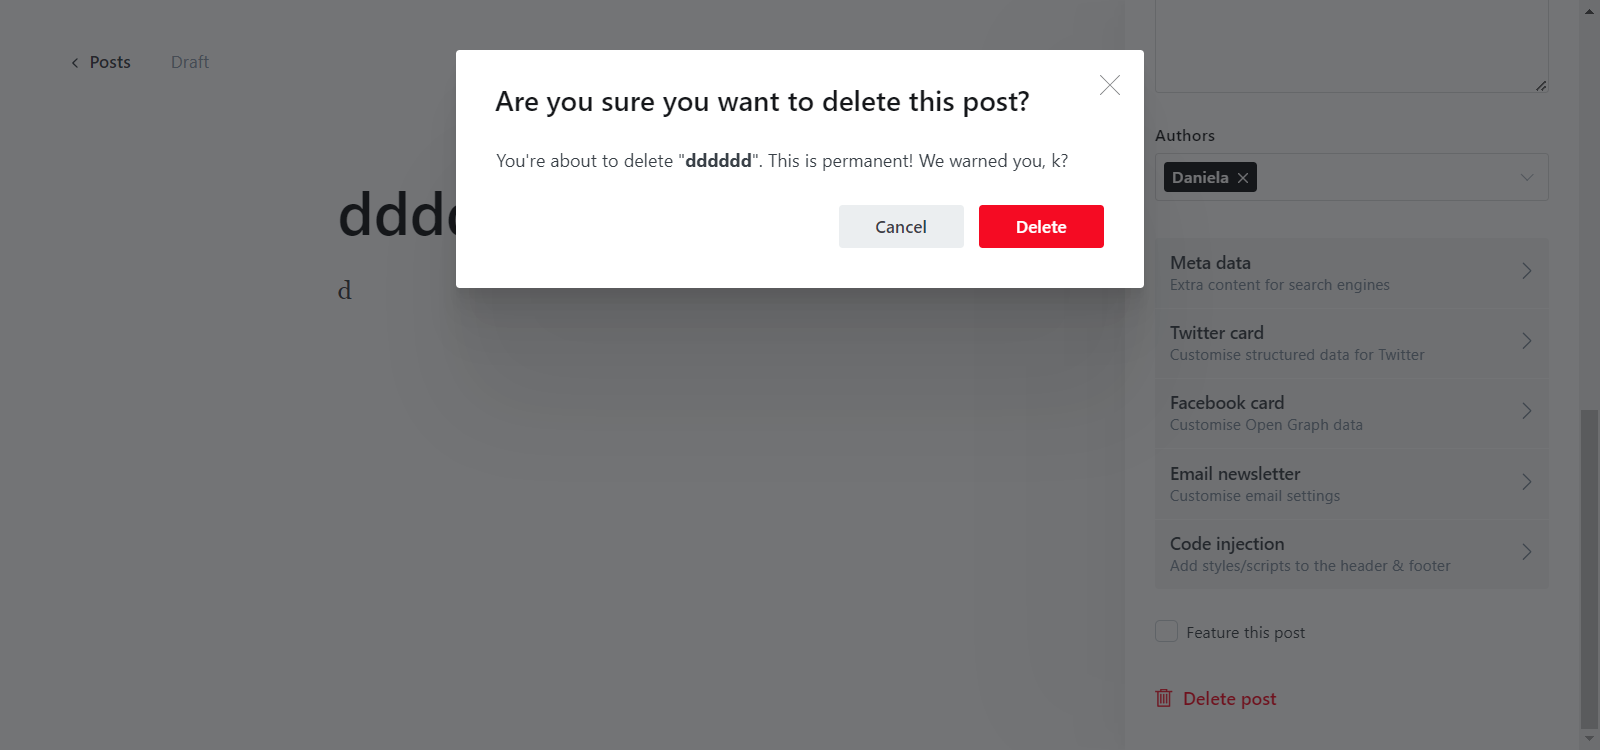 Posts
Draft
Are you sure you want to delete this post?
You're about to delete "dddddd". This is permanent! We warned you, k?
Cancel
Delete
ddd
d
Authors
Daniela
Meta data
Extra content for search engines
Twitter card
Customise structured data for Twitter
Facebook card
Customise Open Graph data
Email newsletter
Customise email settings
Code injection
Add styles/scripts to the header & footer
Feature this post
Delete post